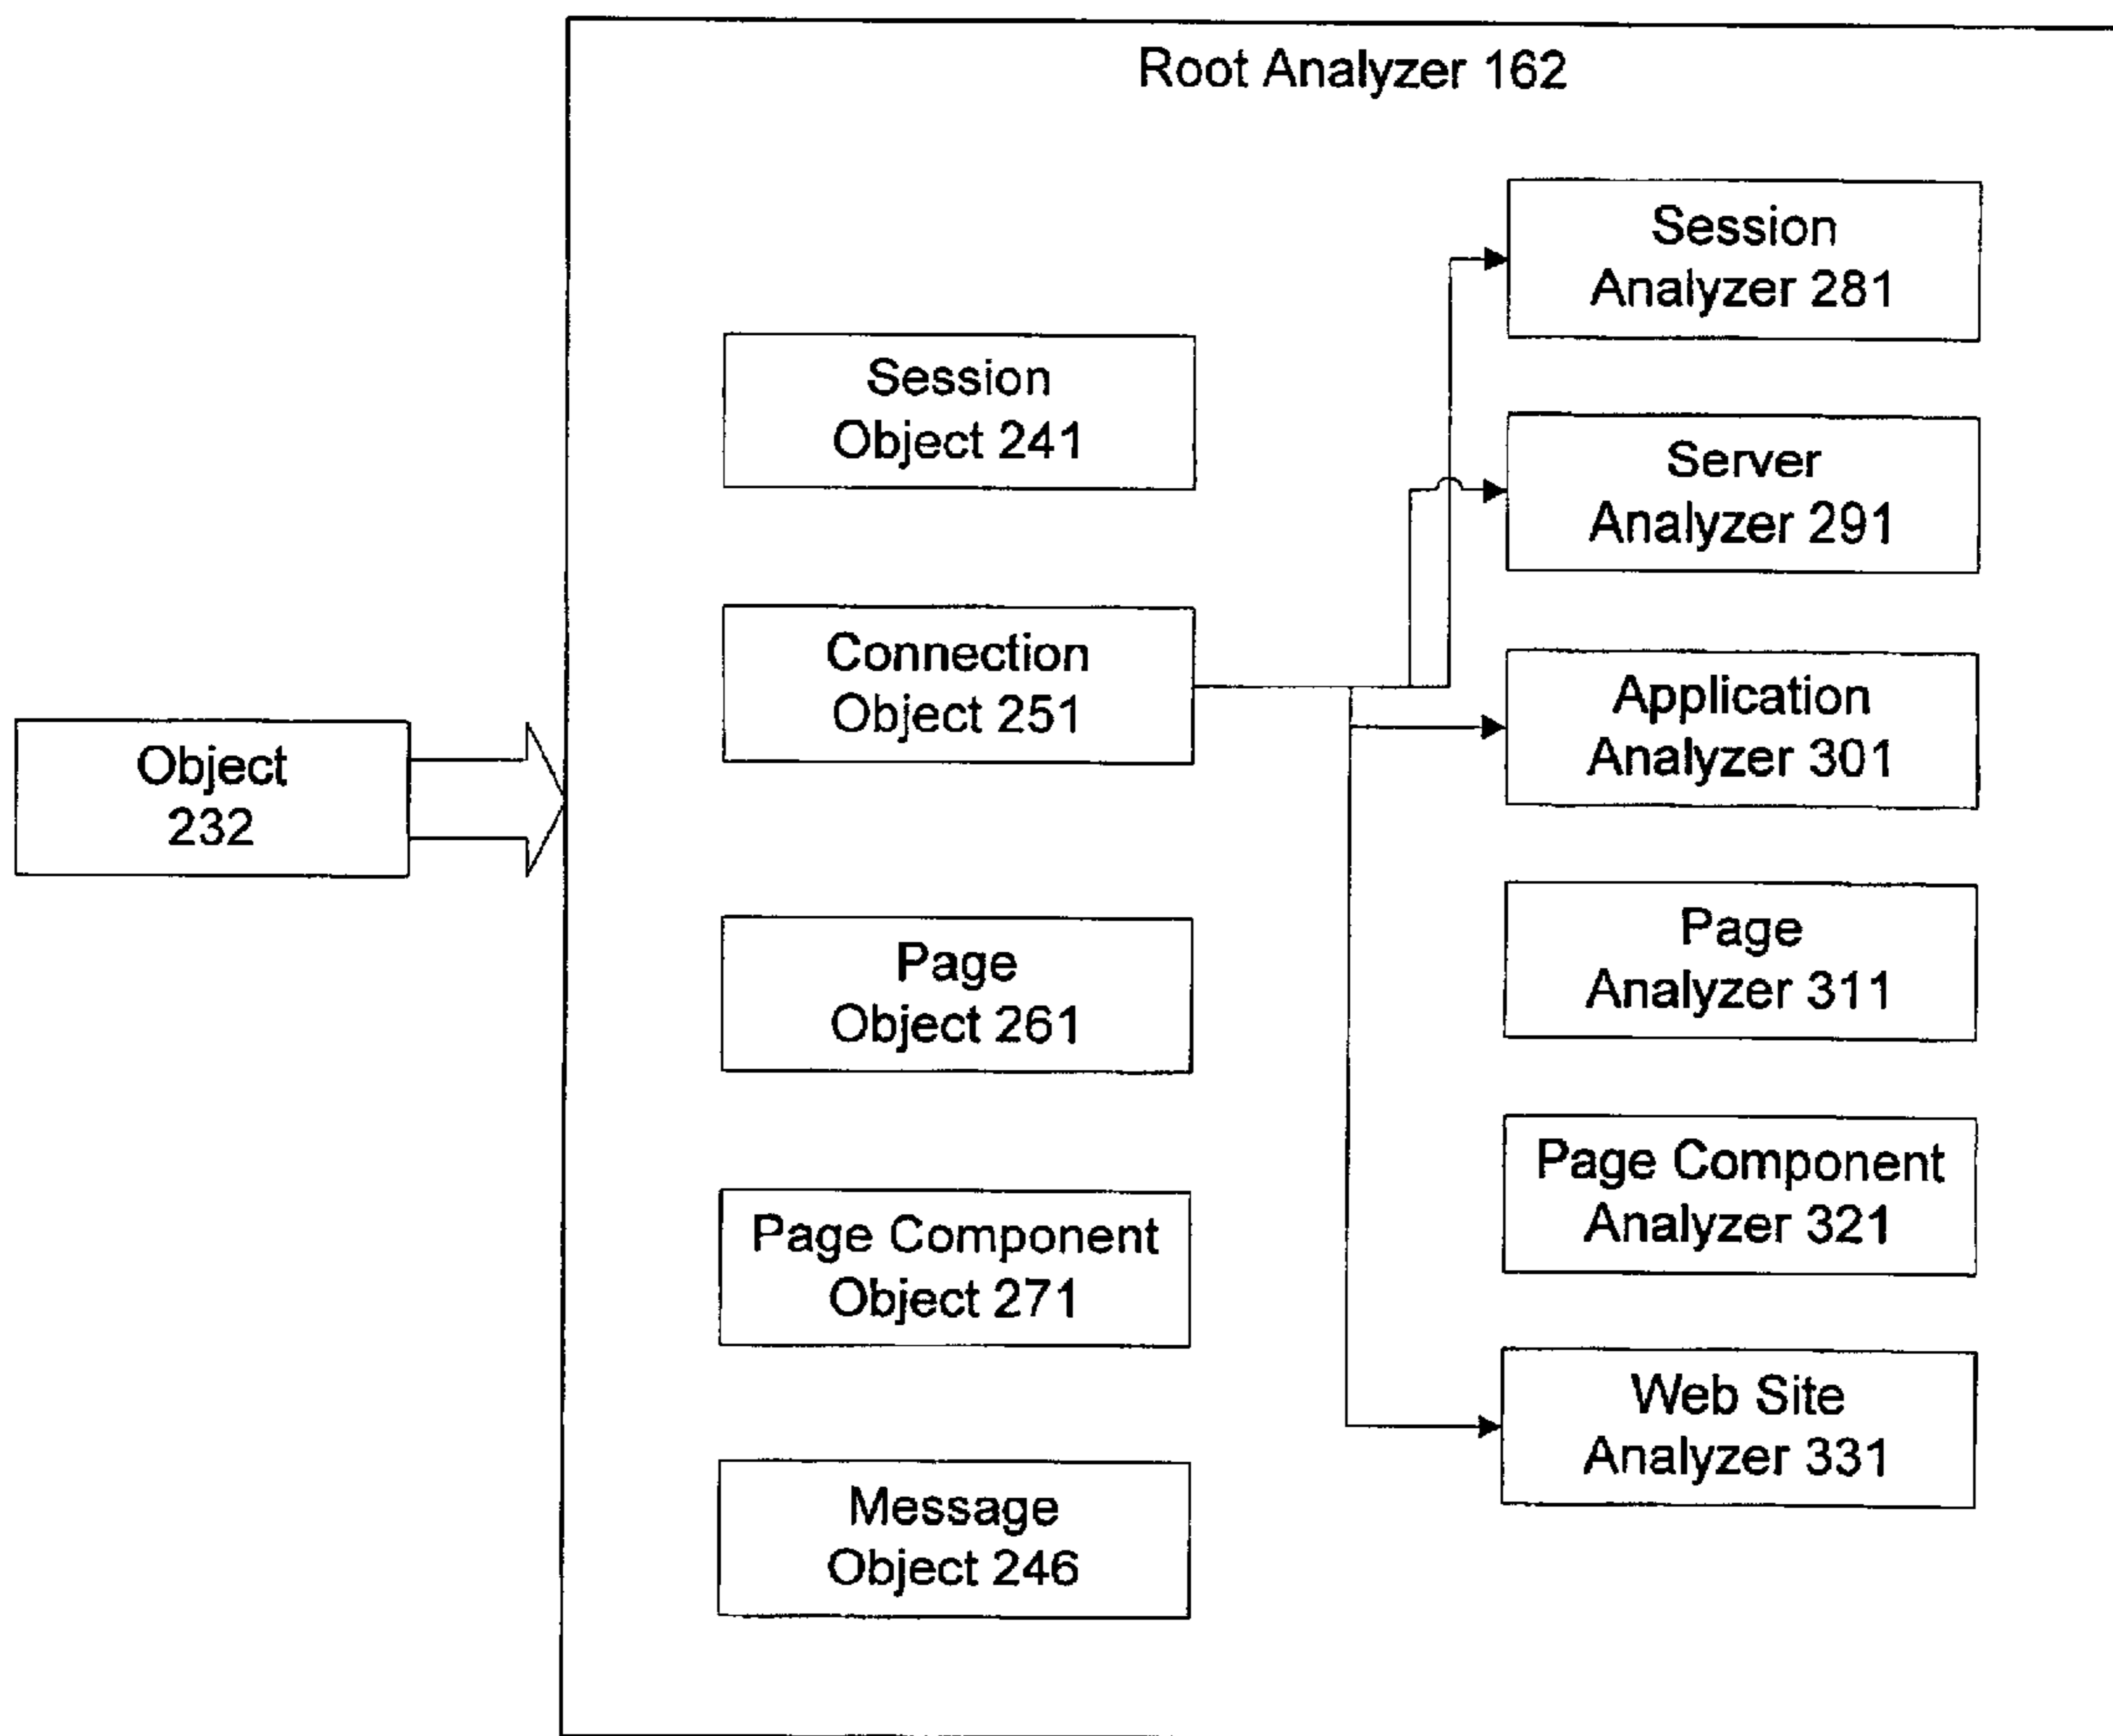 Root Analyzer 162
Object
232
Session
Object 241
Connection
Object 251
Page
Object 261
Page Component
Object 271
Message
Object 246
Session
Analyzer 281
Server
Analyzer 291
Application
Analyzer 301
Page
Analyzer 311
Page Component
Analyzer 321
Web Site
Analyzer 331